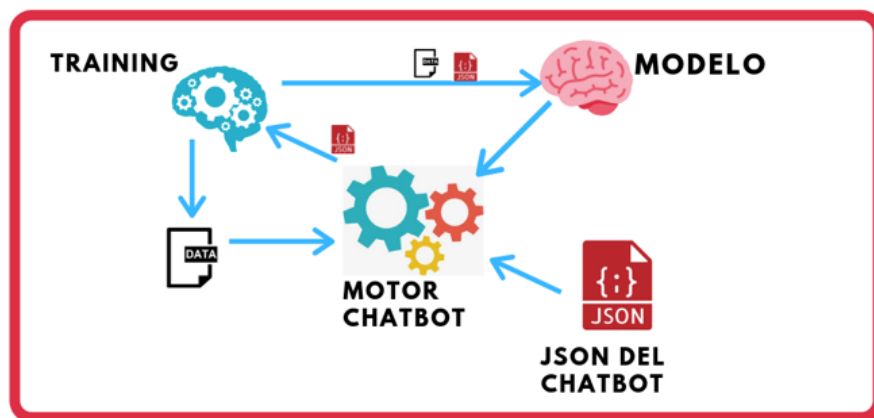 TRAINING
DATA
JSON
MODELO
JSON
DATA
MOTOR
CHATBOT
JSON
JSON DEL
CHATBOT